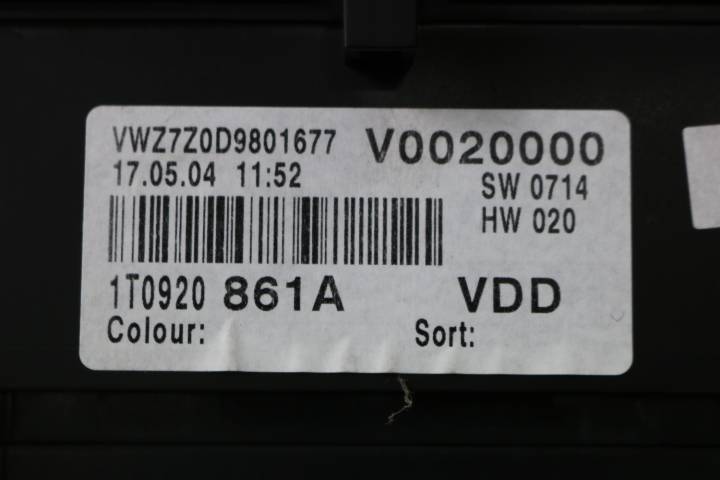 VWZ7Z0D9801677 V0020000
17.05.04 11:52 SW 0714
HW 020
1T0920 861A VDD
Colour: Sort: